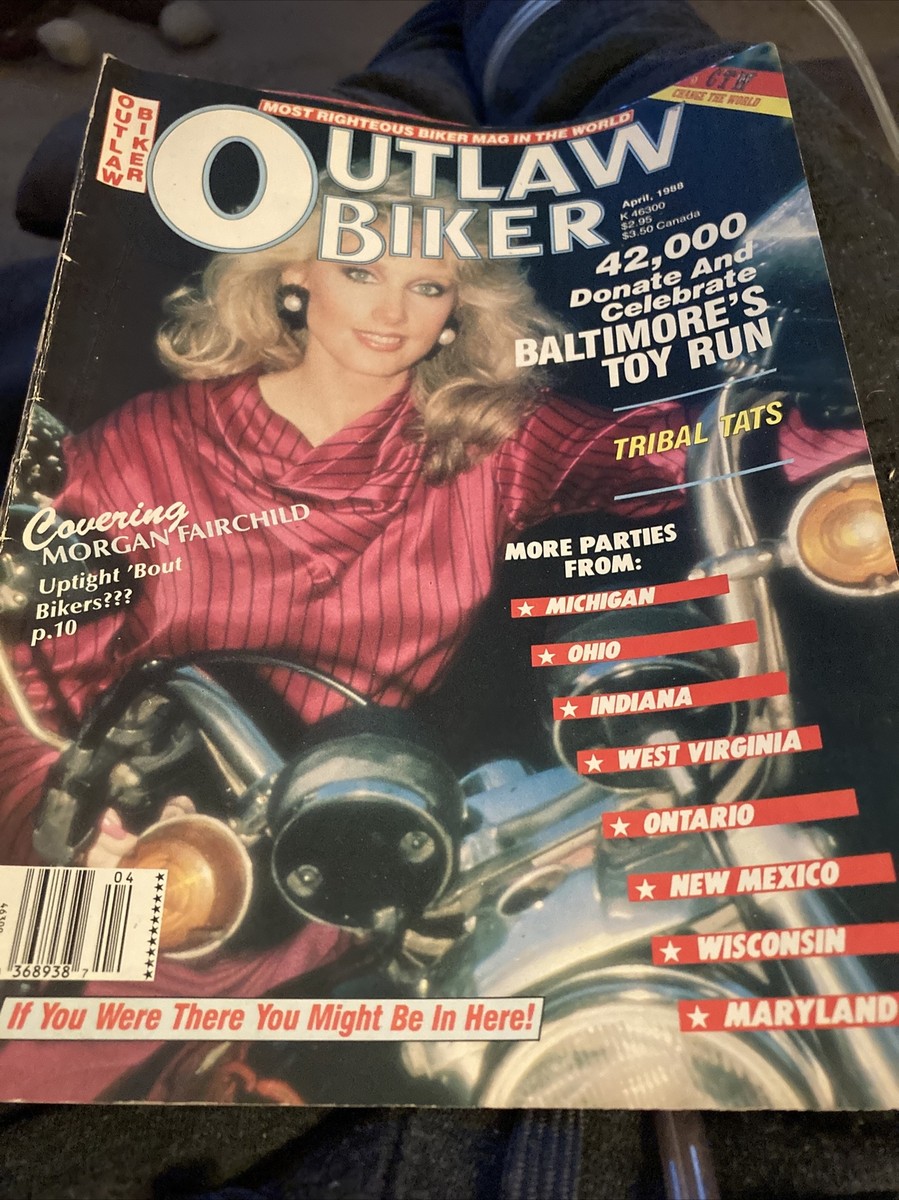 OUTLAW
BIKER
MOST RIGHTEOUS BIKER MAG IN THE WORLD
CTW
CHANGE THE WORLD
OUTLAW
BIKER
April, 1988
K 46300
$2.95
$3.50 Canada
42,000
Donate And
Celebrate
BALTIMORE'S
TOY RUN
TRIBAL TATS
Covering
MORGAN FAIRCHILD
Uptight 'Bout
Bikers???
p.10
MORE PARTIES
FROM:
★ MICHIGAN
★ OHIO
★ INDIANA
★ WEST VIRGINIA
★ ONTARIO
★ NEW MEXICO
★ WISCONSIN
★ MARYLAND
04
46300
368938 7
If You Were There You Might Be In Here!